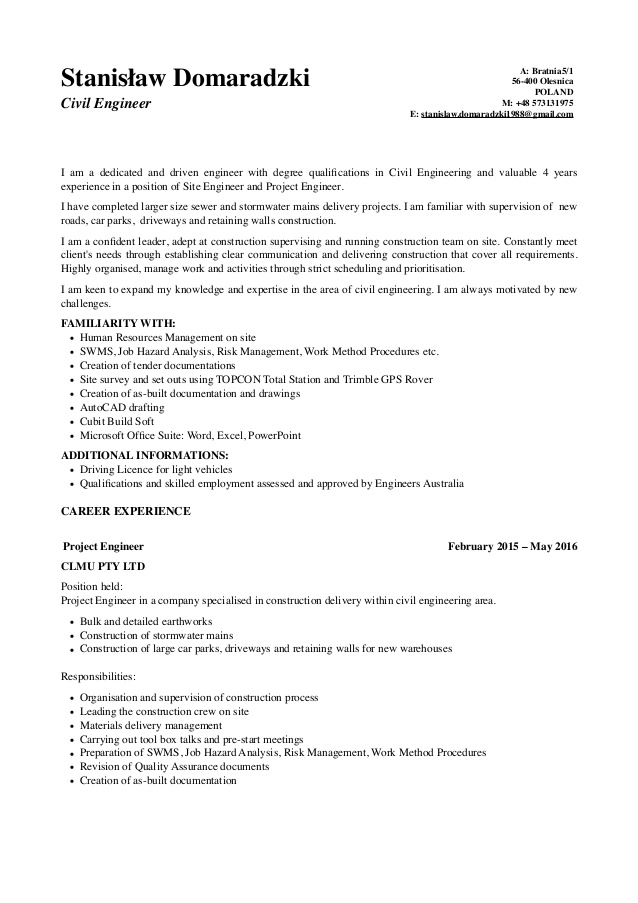 Stanisław Domaradzki
Civil Engineer
A: Bratnia5/1
56-400 Olesnica
POLAND
M: +48 573131975
E: stanislaw.domaradzki1988@gmail.com
I am a dedicated and driven engineer with degree qualifications in Civil Engineering and valuable 4 years
experience in a position of Site Engineer and Project Engineer.
I have completed larger size sewer and stormwater mains delivery projects. I am familiar with supervision of new
roads, car parks, driveways and retaining walls construction.
I am a confident leader, adept at construction supervising and running construction team on site. Constantly meet
client's needs through establishing clear communication and delivering construction that cover all requirements.
Highly organised, manage work and activities through strict scheduling and prioritisation.
I am keen to expand my knowledge and expertise in the area of civil engineering. I am always motivated by new
challenges.
FAMILIARITY WITH:
• Human Resources Management on site
• SWMS, Job Hazard Analysis, Risk Management, Work Method Procedures etc.
• Creation of tender documentations
• Site survey and set outs using TOPCON Total Station and Trimble GPS Rover
• Creation of as-built documentation and drawings
• AutoCAD drafting
• Cubit Build Soft
• Microsoft Office Suite: Word, Excel, PowerPoint
ADDITIONAL INFORMATIONS:
• Driving Licence for light vehicles
• Qualifications and skilled employment assessed and approved by Engineers Australia
CAREER EXPERIENCE
Project Engineer February 2015 – May 2016
CLMU PTY LTD
Position held:
Project Engineer in a company specialised in construction delivery within civil engineering area.
• Bulk and detailed earthworks
• Construction of stormwater mains
• Construction of large car parks, driveways and retaining walls for new warehouses
Responsibilities:
• Organisation and supervision of construction process
• Leading the construction crew on site
• Materials delivery management
• Carrying out tool box talks and pre-start meetings
• Preparation of SWMS, Job Hazard Analysis, Risk Management, Work Method Procedures
• Revision of Quality Assurance documents
• Creation of as-built documentation